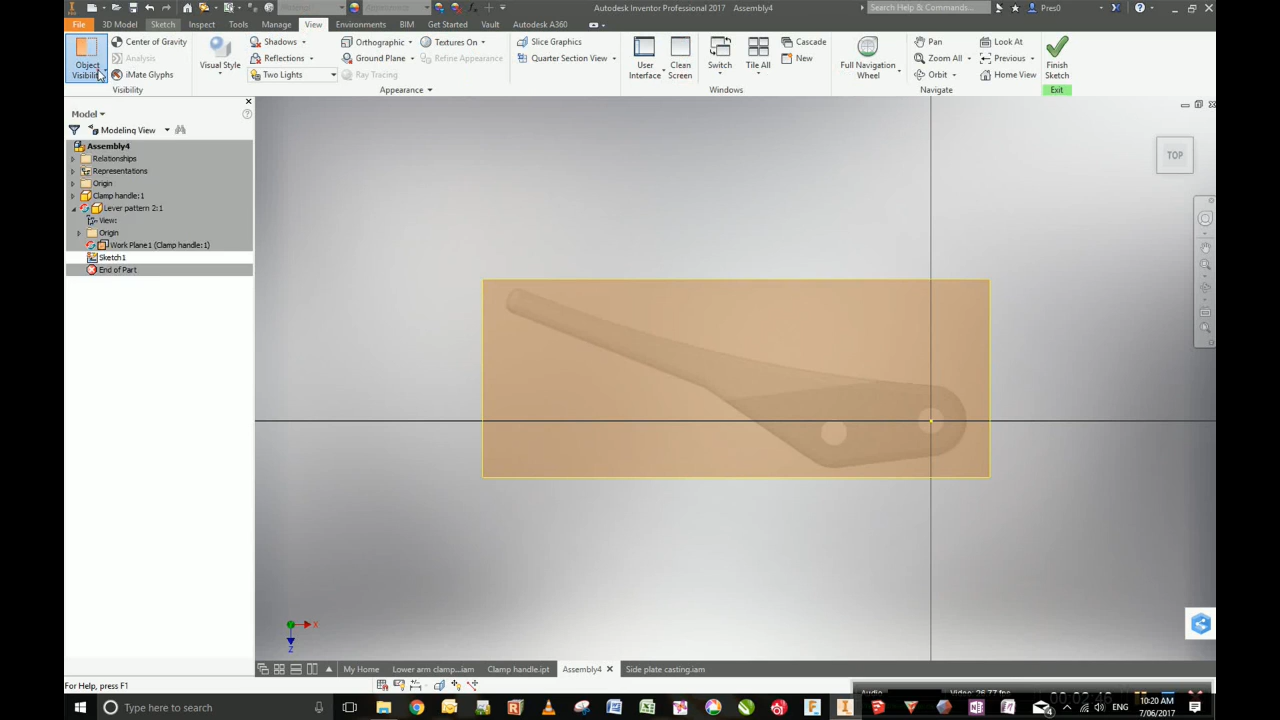 Autodesk Inventor Professional 2017 Assembly4
Search Help & Commands...
Pres0
File 3D Model Sketch Inspect Tools Manage View Environments BIM Get Started Vault Autodesk A360
Object Visibility
Center of Gravity
Analysis
iMate Glyphs
Visibility
Visual Style
Shadows
Reflections
Two Lights
Orthographic
Ground Plane
Ray Tracing
Textures On
Refine Appearance
Appearance
Slice Graphics
Quarter Section View
User Interface
Clean Screen
Switch
Tile All
Cascade
Arrange
New
Windows
Full Navigation Wheel
Pan
Zoom All
Orbit
Look At
Previous
Home View
Navigate
Finish Sketch
Exit
Model
Modeling View
Assembly4
Relationships
Representations
Origin
Clamp handle:1
Lever pattern 2:1
View:
Origin
Work Plane1 (Clamp handle:1)
Sketch1
End of Part
TOP
X
Z
My Home Lower arm clamp...iam Clamp handle.ipt Assembly4 Side plate casting.iam
For Help, press F1
Type here to search
ENG
10:20 AM
7/06/2017